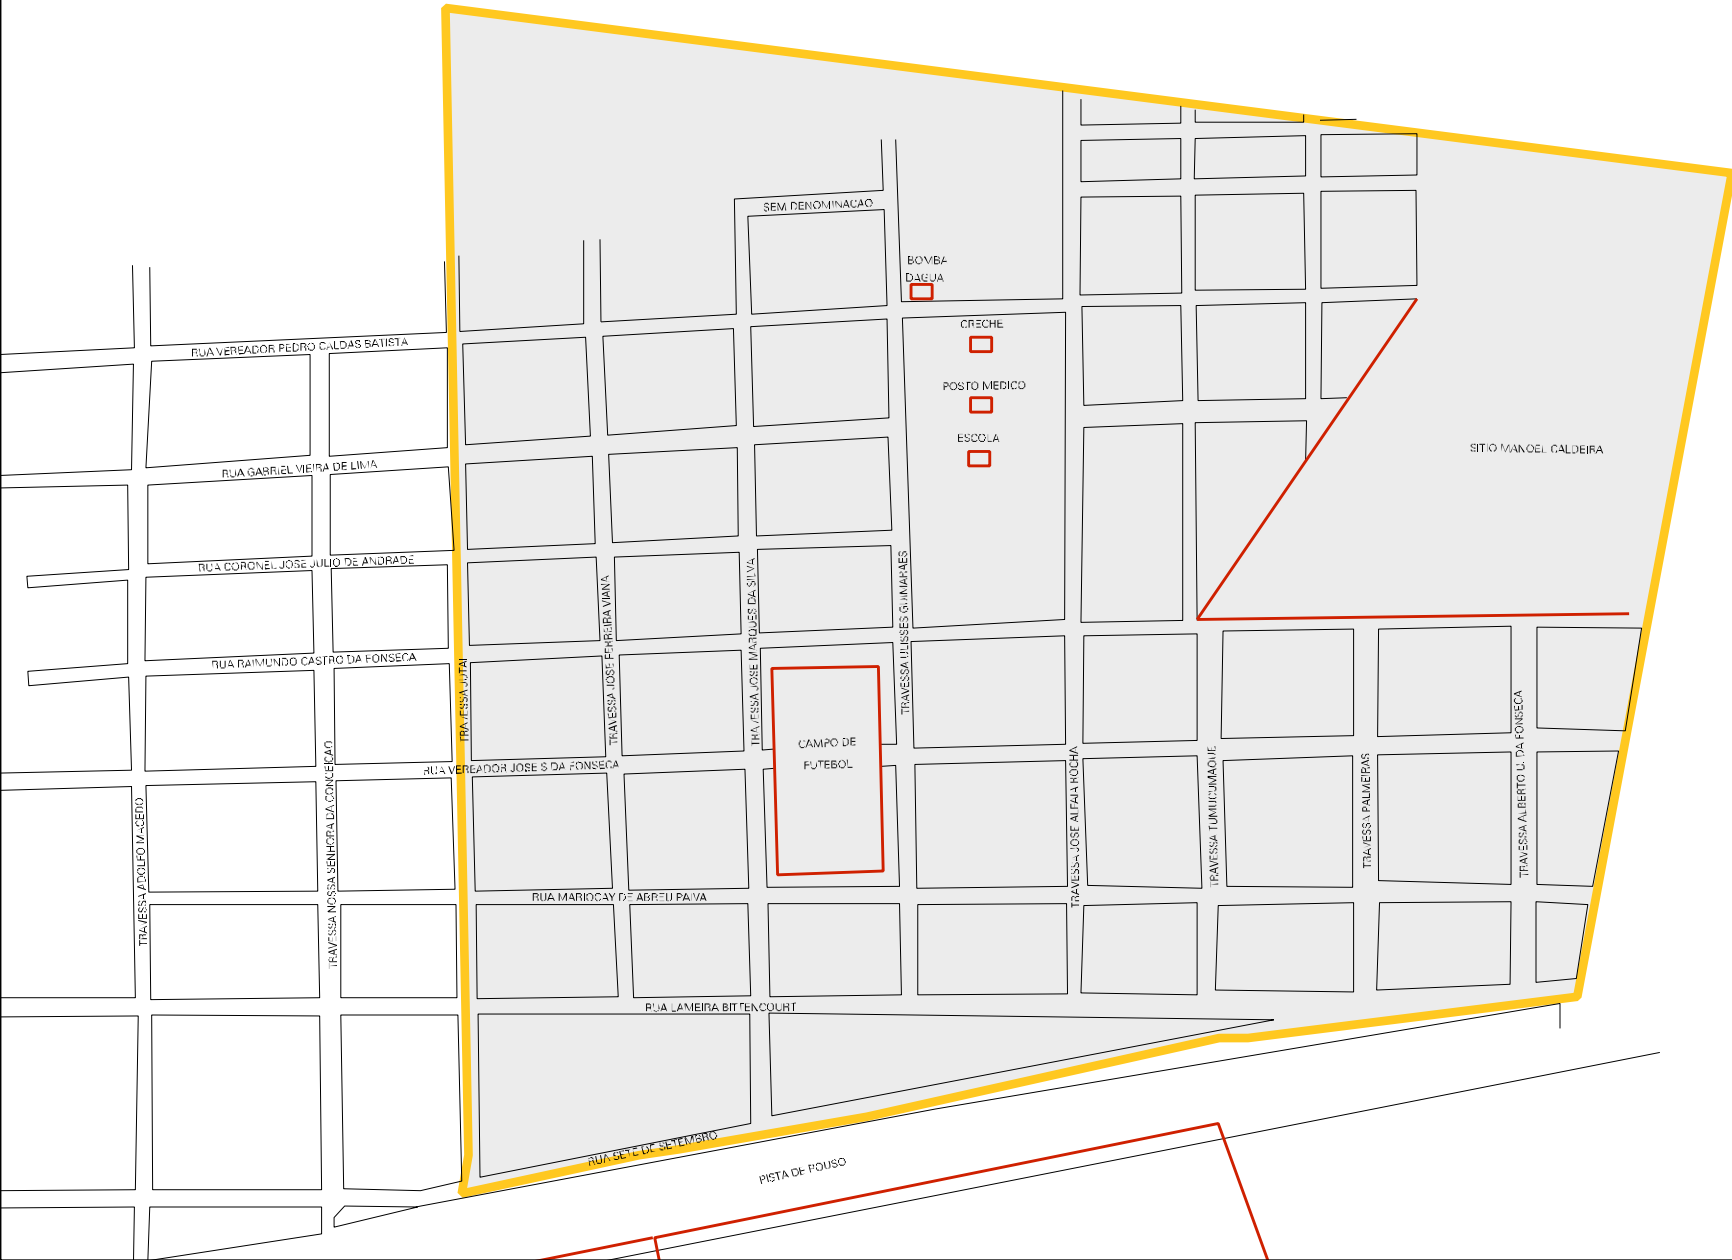 SEM DENOMINACAO
BOMBA
DAGUA
CRECHE
RUA VEREADOR PEDRO CALDAS BATISTA
POSTO MEDICO
ESCOLA
SITIO MANOEL CALDEIRA
RUA GABRIEL VIEIRA DE LIMA
RUA CORONEL JOSE JULIO DE ANDRADE
RUA RAIMUNDO CASTRO DA FONSECA
TRAVESSA JUTAI
TRAVESSA JOSE FERREIRA VIANA
TRAVESSA JOSE MARQUES DA SILVA
TRAVESSA ULISSES GUIMARAES
CAMPO DE
FUTEBOL
RUA VEREADOR JOSE S DA FONSECA
TRAVESSA ADOLFO MACEDO
TRAVESSA NOSSA SENHORA DA CONCEICAO
TRAVESSA JOSE ALFAIA ROCHA
TRAVESSA TUMUCUMAQUE
TRAVESSA PALMEIRAS
TRAVESSA ALBERTO U. DA FONSECA
RUA MARIOCAY DE ABREU PAIVA
RUA LAMEIRA BITTENCOURT
RUA SETE DE SETEMBRO
PISTA DE POUSO